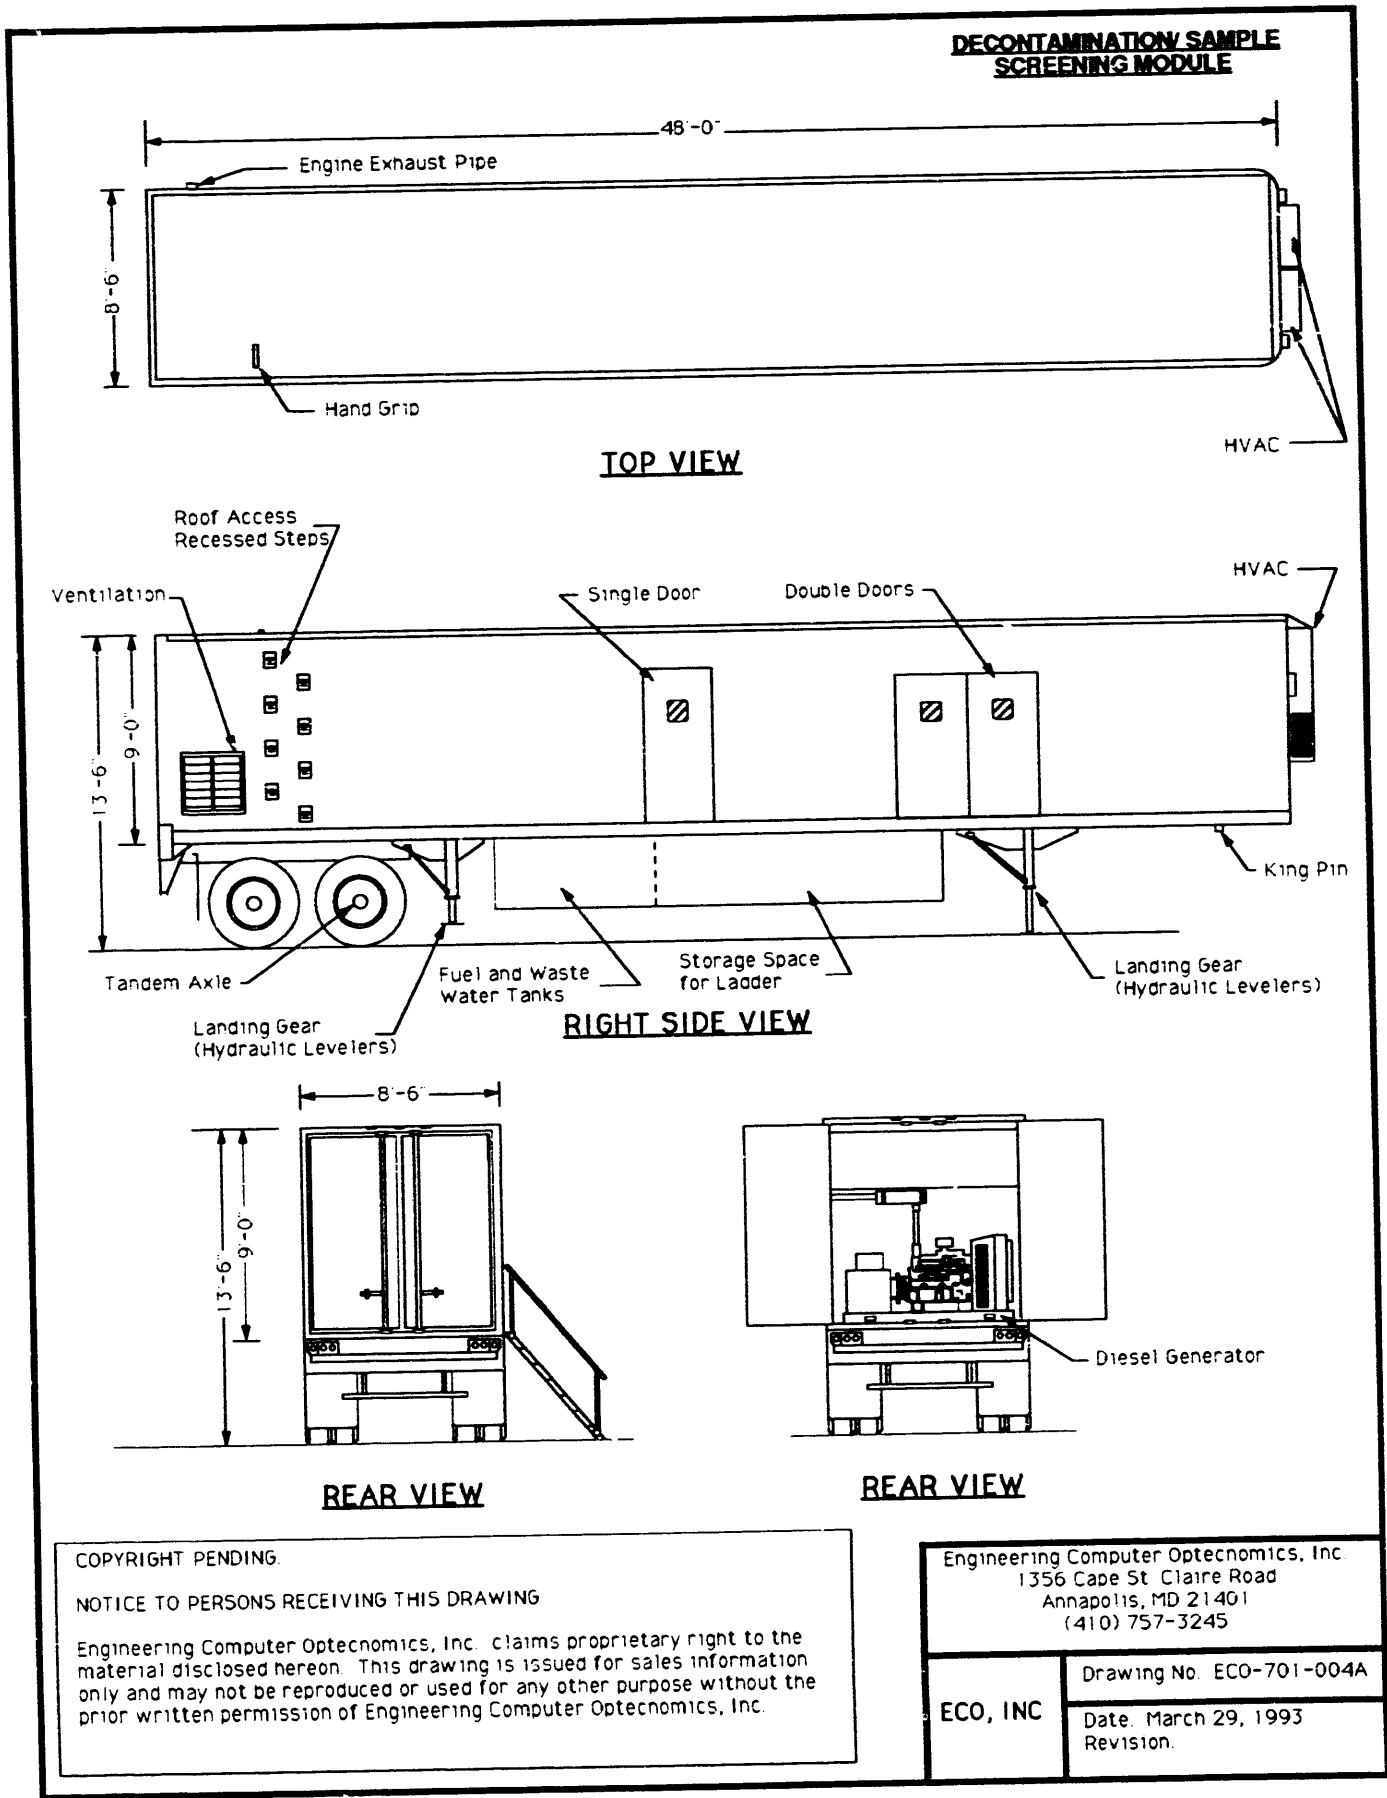 DECONTAMINATION/ SAMPLE
SCREENING MODULE
48'-0"
Engine Exhaust Pipe
8'-6"
Hand Grip
HVAC
TOP VIEW
Roof Access
Recessed Steps
Ventilation
Single Door
Double Doors
HVAC
13'-6"
9'-0"
King Pin
Tandem Axle
Fuel and Waste
Water Tanks
Storage Space
for Ladder
Landing Gear
(Hydraulic Levelers)
Landing Gear
(Hydraulic Levelers)
RIGHT SIDE VIEW
8'-6"
13'-6"
9'-0"
Diesel Generator
REAR VIEW
REAR VIEW
COPYRIGHT PENDING.
NOTICE TO PERSONS RECEIVING THIS DRAWING
Engineering Computer Optecnomics, Inc. claims proprietary right to the
material disclosed hereon. This drawing is issued for sales information
only and may not be reproduced or used for any other purpose without the
prior written permission of Engineering Computer Optecnomics, Inc.
Engineering Computer Optecnomics, Inc.
1356 Cape St. Claire Road
Annapolis, MD 21401
(410) 757-3245
ECO, INC
Drawing No. ECO-701-004A
Date. March 29, 1993
Revision.